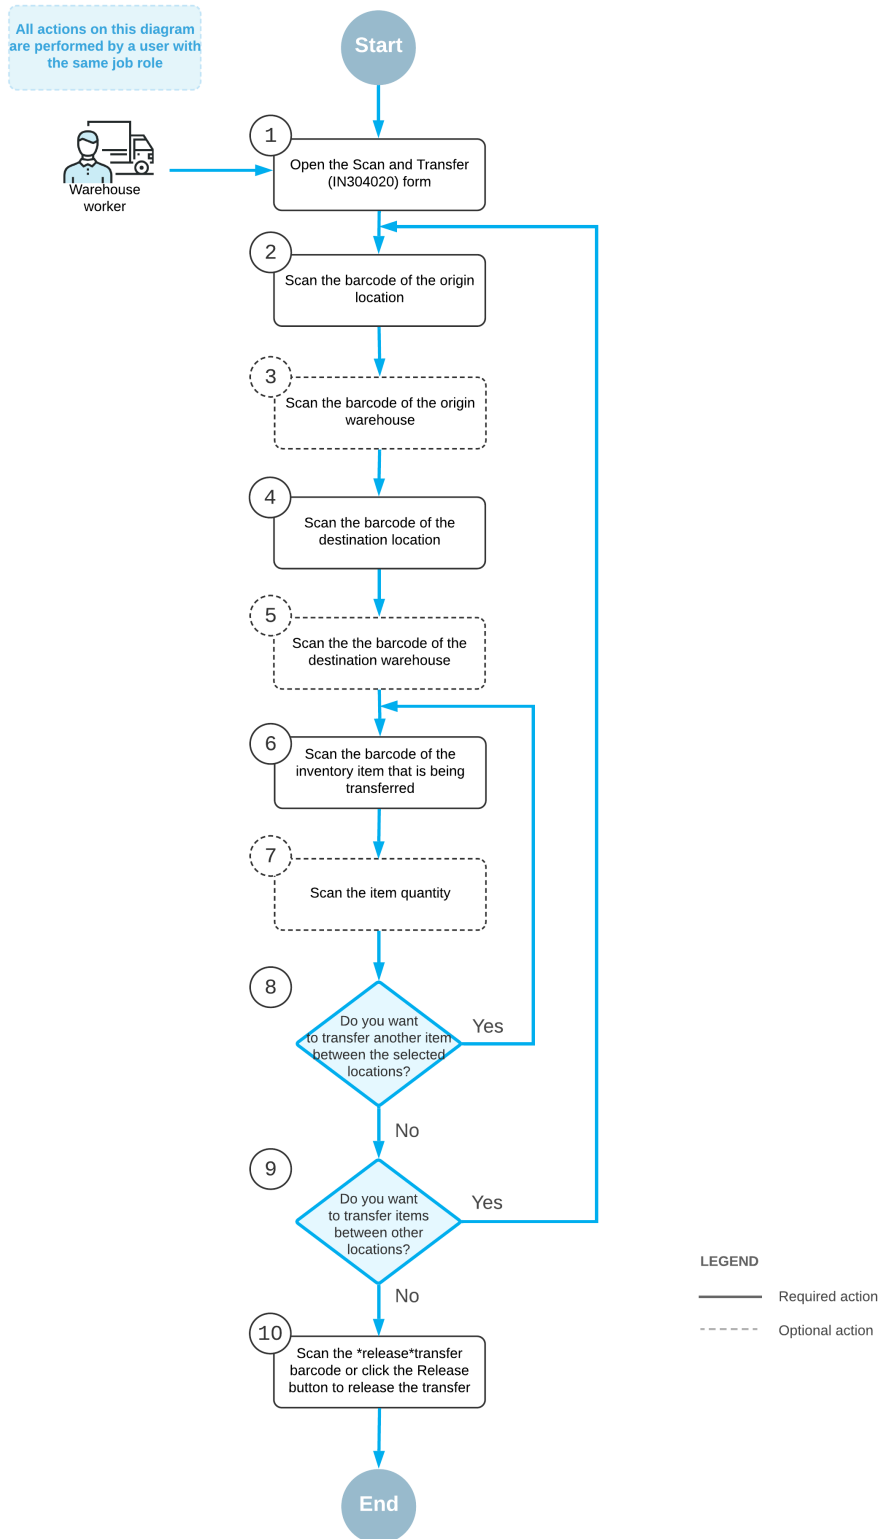 All actions on this diagram
are performed by a user with
the same job role
Start
Warehouse
worker
1
Open the Scan and Transfer
(IN304020) form
2
Scan the barcode of the origin
location
3
Scan the barcode of the origin
warehouse
4
Scan the barcode of the
destination location
5
Scan the the barcode of the
destination warehouse
6
Scan the barcode of the
inventory item that is being
transferred
7
Scan the item quantity
8
Do you want
to transfer another item
between the selected
locations?
Yes
No
9
Do you want
to transfer items
between other
locations?
Yes
No
10
Scan the *release*transfer
barcode or click the Release
button to release the transfer
End
LEGEND
Required action
Optional action